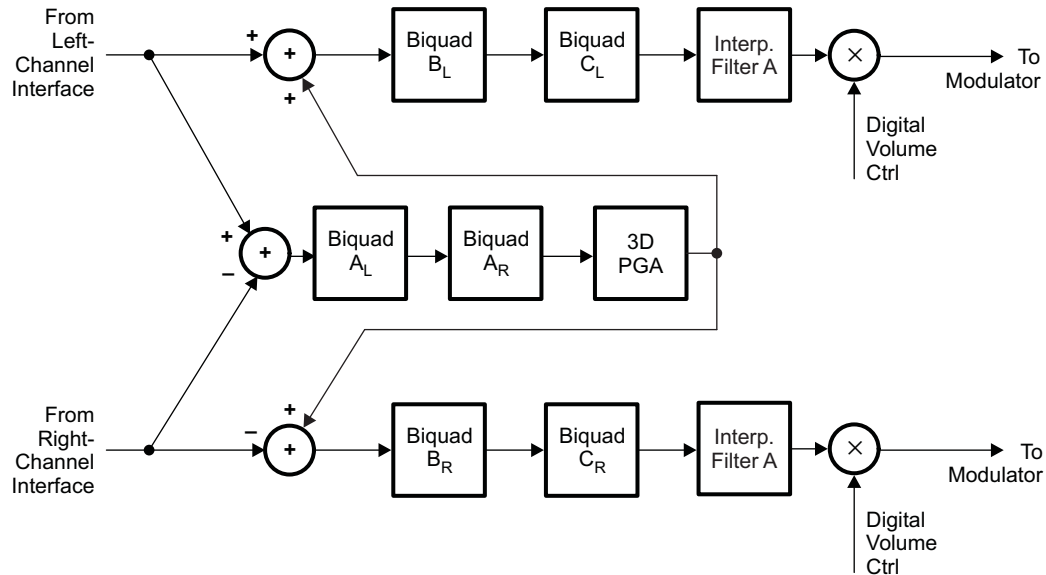 From
Left-
Channel
Interface
+
+
+
Biquad
BL
Biquad
CL
Interp.
Filter A
×
To
Modulator
Digital
Volume
Ctrl
+
–
+
Biquad
AL
Biquad
AR
3D
PGA
From
Right-
Channel
Interface
–
+
+
Biquad
BR
Biquad
CR
Interp.
Filter A
×
To
Modulator
Digital
Volume
Ctrl